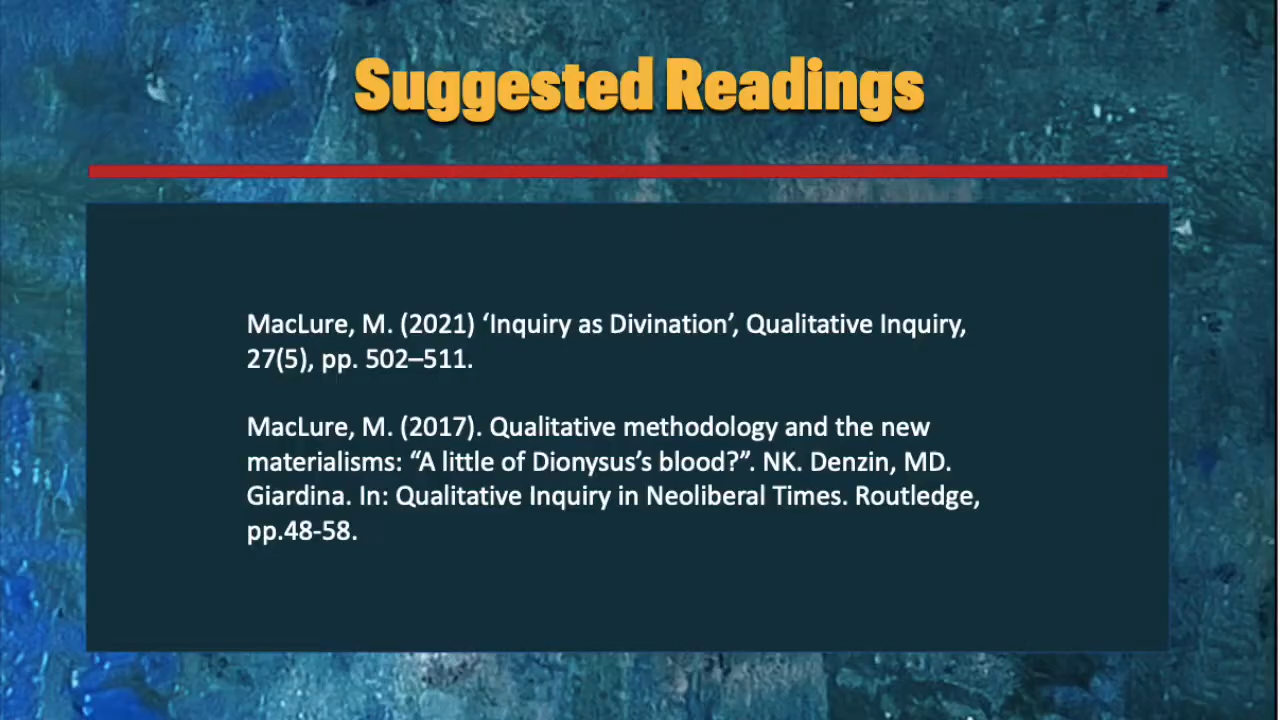 Suggested Readings
MacLure, M. (2021) ‘Inquiry as Divination’, Qualitative Inquiry,
27(5), pp. 502–511.
MacLure, M. (2017). Qualitative methodology and the new
materialisms: “A little of Dionysus’s blood?”. NK. Denzin, MD.
Giardina. In: Qualitative Inquiry in Neoliberal Times. Routledge,
pp.48-58.